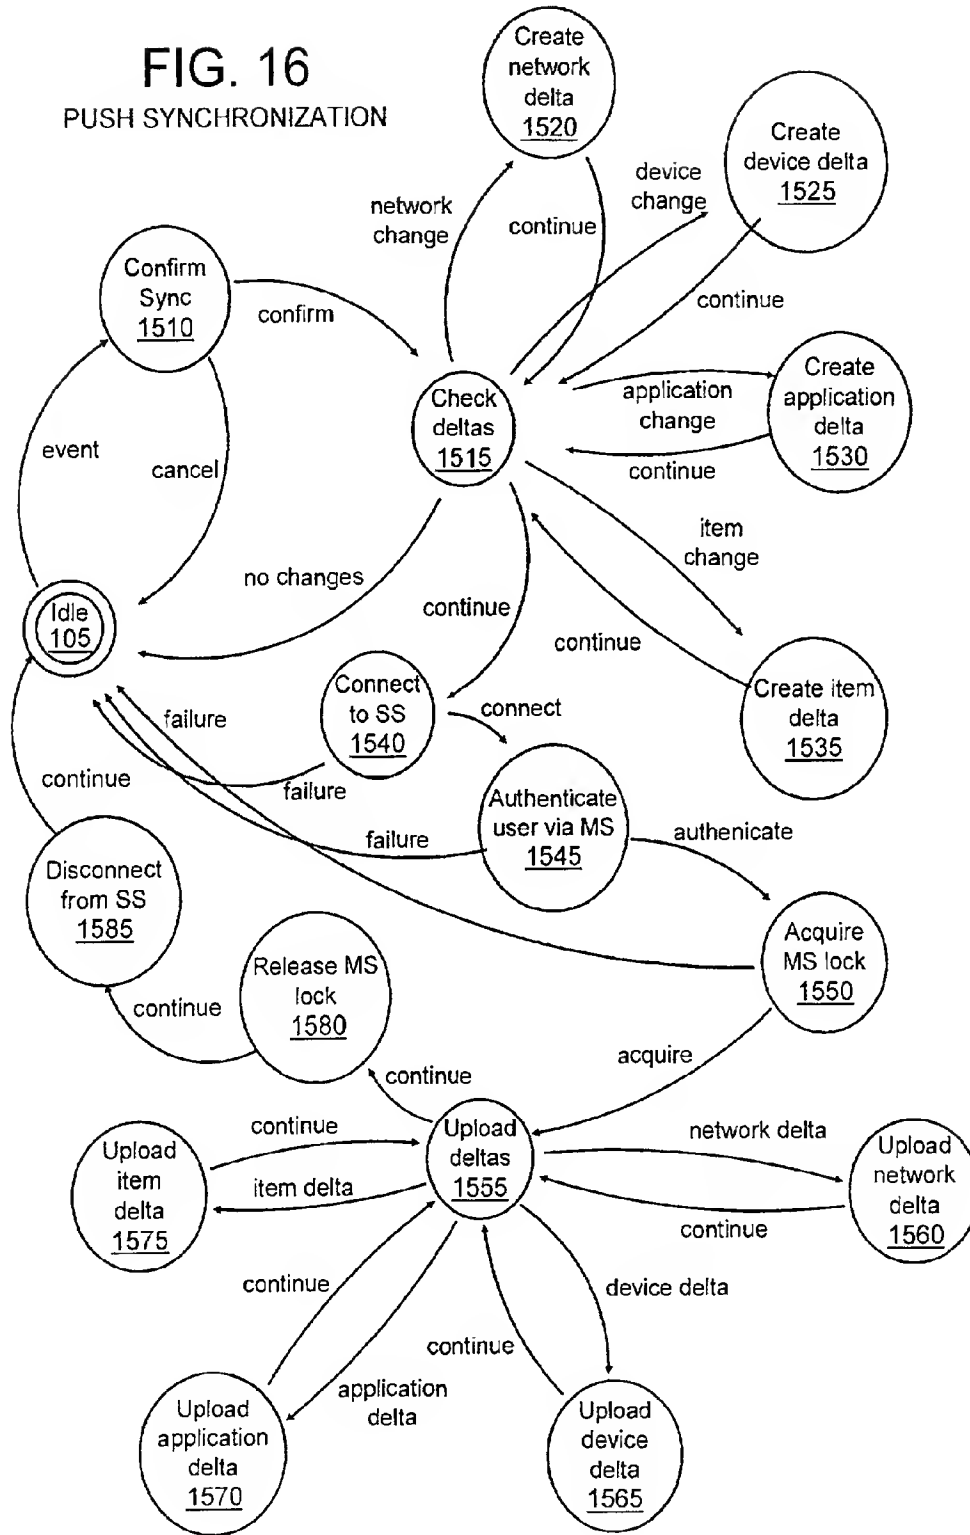 FIG. 16
PUSH SYNCHRONIZATION
Create
network
delta
1520
Create
device delta
1525
device
change
network
change
continue
continue
Confirm
Sync
1510
confirm
Create
application
delta
1530
application
change
continue
Check
deltas
1515
event
cancel
item
change
no changes
continue
continue
Idle
105
Connect
to SS
1540
connect
Create item
delta
1535
failure
failure
continue
Authenticate
user via MS
1545
failure
authenicate
Disconnect
from SS
1585
Acquire
MS lock
1550
Release MS
lock
1580
continue
acquire
continue
Upload
deltas
1555
continue
network delta
Upload
item
delta
1575
item delta
Upload
network
delta
1560
continue
continue
device delta
continue
application
delta
Upload
application
delta
1570
Upload
device
delta
1565